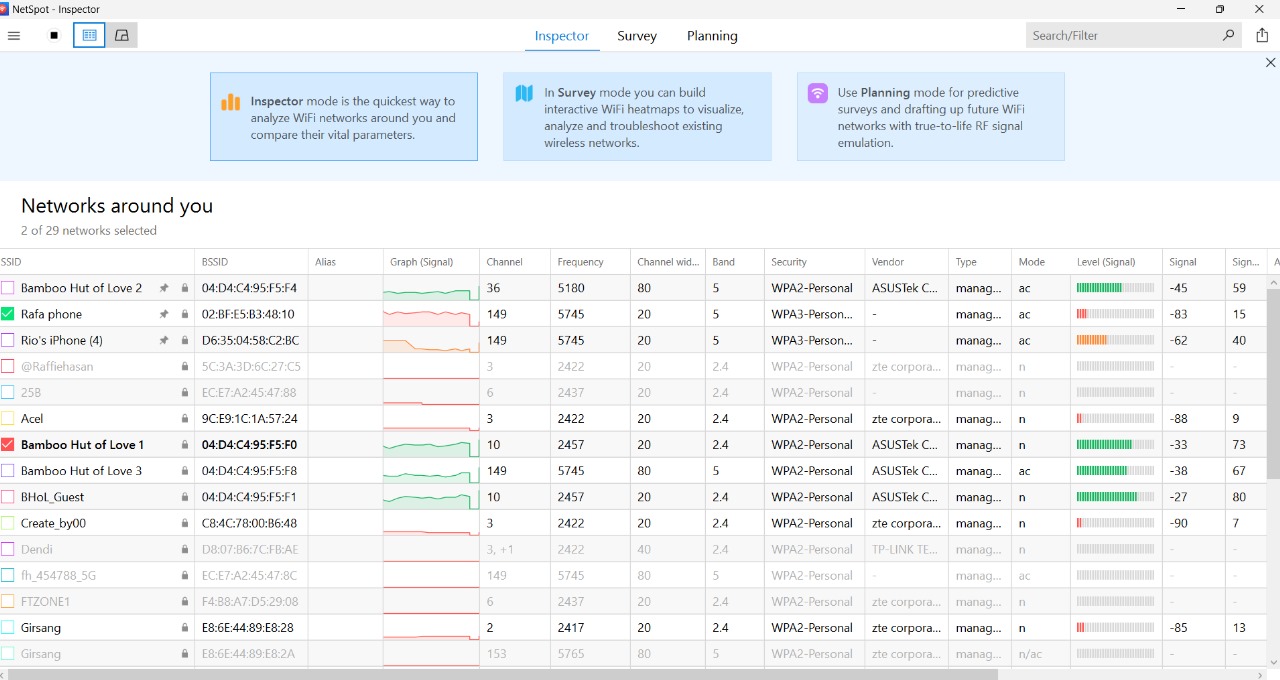 NetSpot - Inspector
Inspector Survey Planning Search/Filter
Inspector mode is the quickest way to
analyze WiFi networks around you and
compare their vital parameters.
In Survey mode you can build
interactive WiFi heatmaps to visualize,
analyze and troubleshoot existing
wireless networks.
Use Planning mode for predictive
surveys and drafting up future WiFi
networks with true-to-life RF signal
emulation.
Networks around you
2 of 29 networks selected
SSID BSSID Alias Graph (Signal) Channel Frequency Channel wid... Band Security Vendor Type Mode Level (Signal) Signal Sign... A
Bamboo Hut of Love 2 04:D4:C4:95:F5:F4 36 5180 80 5 WPA2-Personal ASUSTek C... manag... ac -45 59
Rafa phone 02:BF:E5:B3:48:10 149 5745 20 5 WPA3-Person... - manag... ac -83 15
Rio's iPhone (4) D6:35:04:58:C2:BC 149 5745 20 5 WPA3-Person... - manag... ac -62 40
@Raffiehasan 5C:3A:3D:6C:27:C5 3 2422 20 2.4 WPA2-Personal zte corpora... manag... n - -
25B EC:E7:A2:45:47:88 6 2437 20 2.4 WPA2-Personal - manag... n - -
Acel 9C:E9:1C:1A:57:24 3 2422 20 2.4 WPA2-Personal zte corpora... manag... n -88 9
Bamboo Hut of Love 1 04:D4:C4:95:F5:F0 10 2457 20 2.4 WPA2-Personal ASUSTek C... manag... n -33 73
Bamboo Hut of Love 3 04:D4:C4:95:F5:F8 149 5745 80 5 WPA2-Personal ASUSTek C... manag... ac -38 67
BHoL_Guest 04:D4:C4:95:F5:F1 10 2457 20 2.4 WPA2-Personal ASUSTek C... manag... n -27 80
Create_by00 C8:4C:78:00:B6:48 3 2422 20 2.4 WPA2-Personal zte corpora... manag... n -90 7
Dendi D8:07:B6:7C:FB:AE 3, +1 2422 40 2.4 WPA2-Personal TP-LINK TE... manag... n - -
fh_454788_5G EC:E7:A2:45:47:8C 149 5745 80 5 WPA2-Personal - manag... ac - -
FTZONE1 F4:B8:A7:D5:29:08 6 2437 20 2.4 WPA2-Personal zte corpora... manag... n - -
Girsang E8:6E:44:89:E8:28 2 2417 20 2.4 WPA2-Personal zte corpora... manag... n -85 13
Girsang E8:6E:44:89:E8:2A 153 5765 80 5 WPA2-Personal zte corpora... manag... n/ac - -